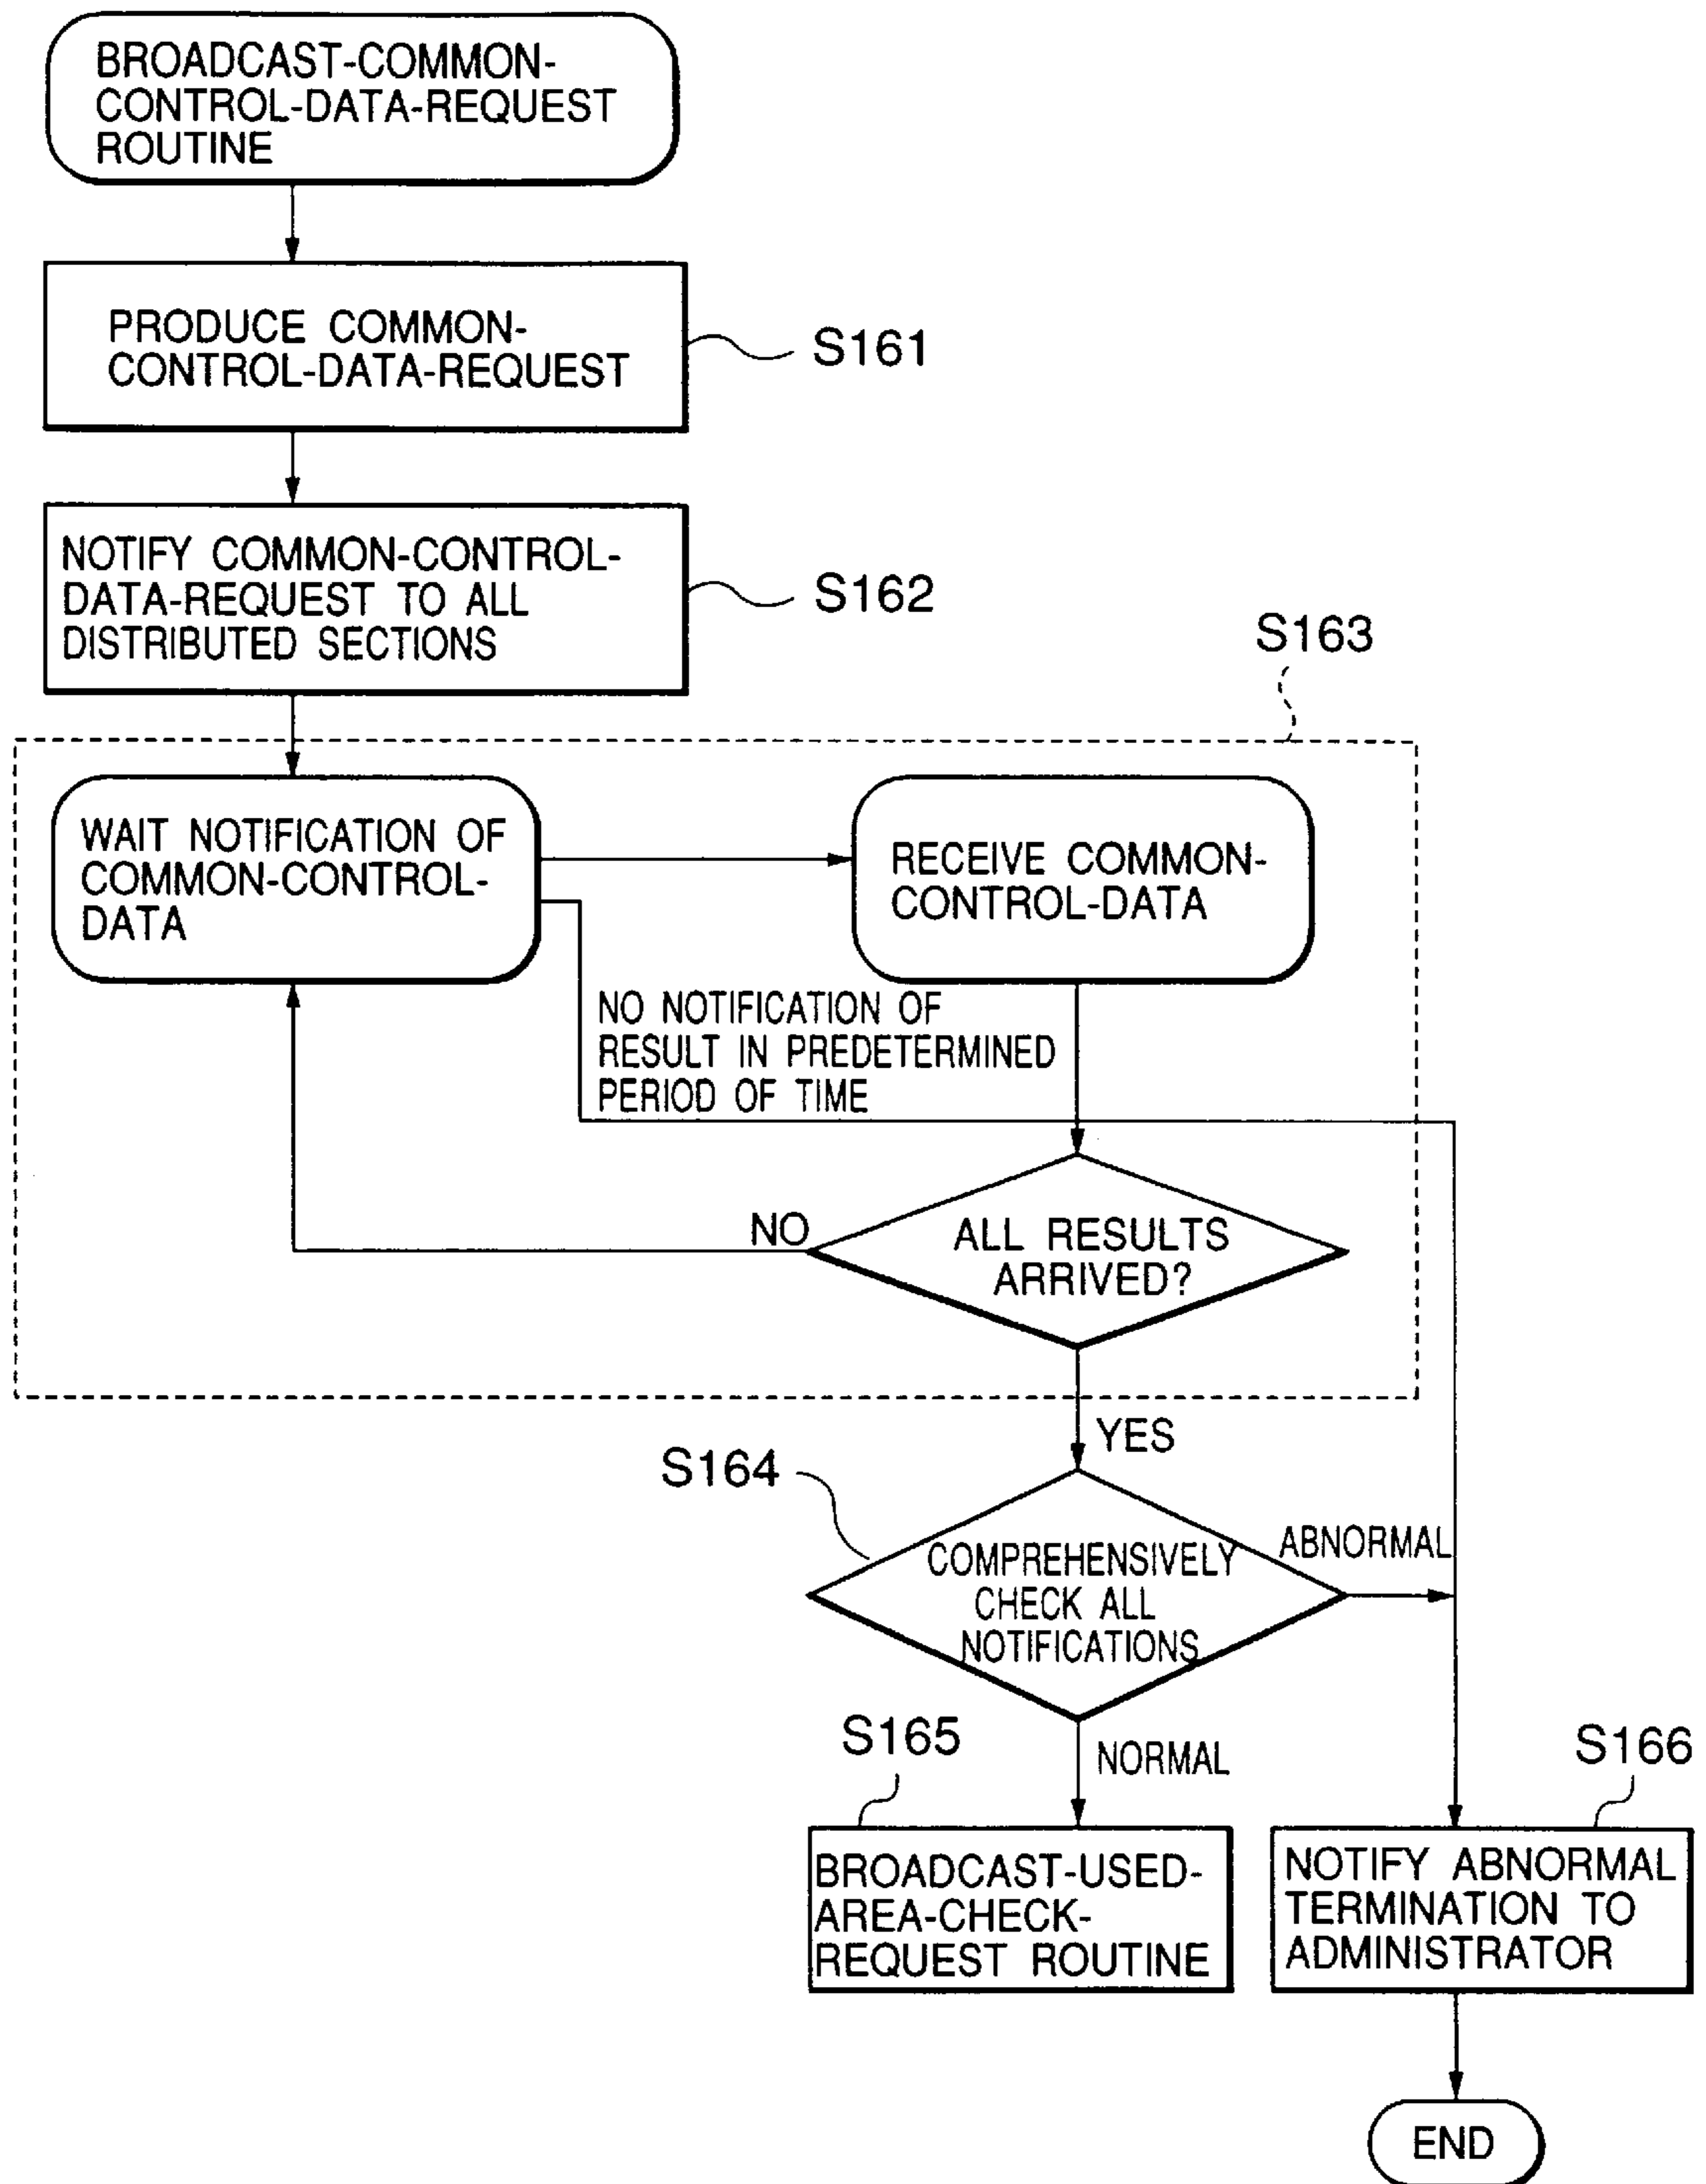 BROADCAST-COMMON-
CONTROL-DATA-REQUEST
ROUTINE
PRODUCE COMMON-
CONTROL-DATA-REQUEST
S161
NOTIFY COMMON-CONTROL-
DATA-REQUEST TO ALL
DISTRIBUTED SECTIONS
S162
S163
WAIT NOTIFICATION OF
COMMON-CONTROL-
DATA
RECEIVE COMMON-
CONTROL-DATA
NO NOTIFICATION OF
RESULT IN PREDETERMINED
PERIOD OF TIME
NO
ALL RESULTS
ARRIVED?
YES
S164
COMPREHENSIVELY
CHECK ALL
NOTIFICATIONS
ABNORMAL
NORMAL
S165
BROADCAST-USED-
AREA-CHECK-
REQUEST ROUTINE
S166
NOTIFY ABNORMAL
TERMINATION TO
ADMINISTRATOR
END